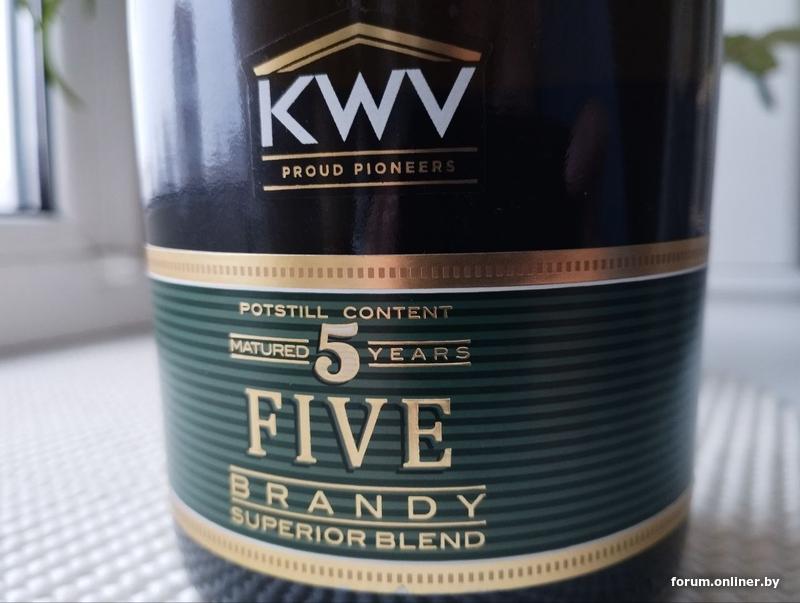 KWV
PROUD PIONEERS
POTSTILL CONTENT
MATURED 5 YEARS
FIVE
BRANDY
SUPERIOR BLEND
forum.onliner.by